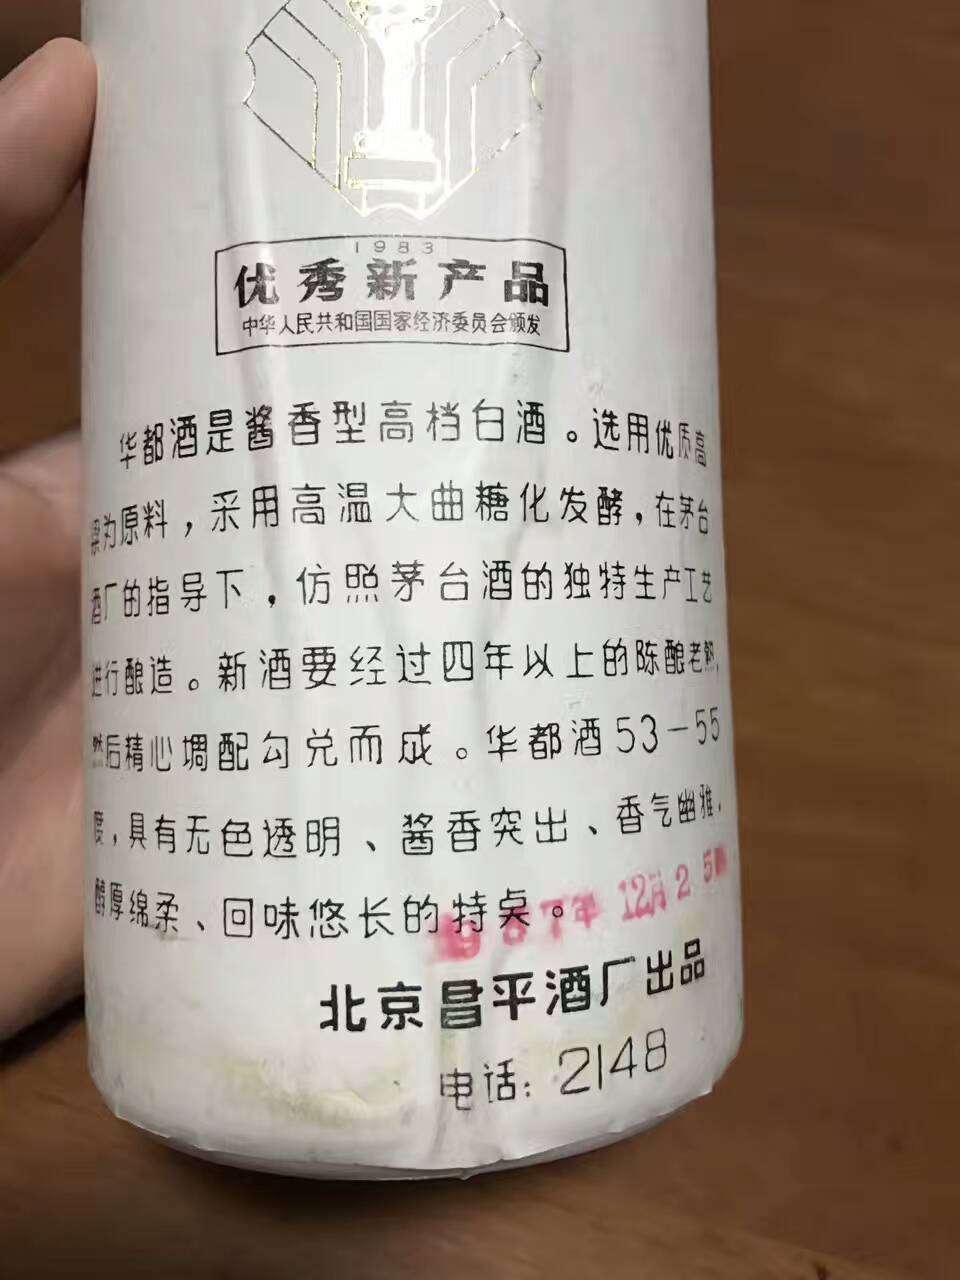 1983
优秀新产品
中华人民共和国国家经济委员会颁发
华都酒是酱香型高档白酒。选用优质高
粱为原料，采用高温大曲糖化发酵，在茅台
酒厂的指导下，仿照茅台酒的独特生产工艺
进行酿造。新酒要经过四年以上的陈酿老熟，
然后精心调配勾兑而成。华都酒53-55
度，具有无色透明、酱香突出、香气幽雅，
醇厚绵柔、回味悠长的特点。
1987年12月25
北京昌平酒厂出品
电话：2148